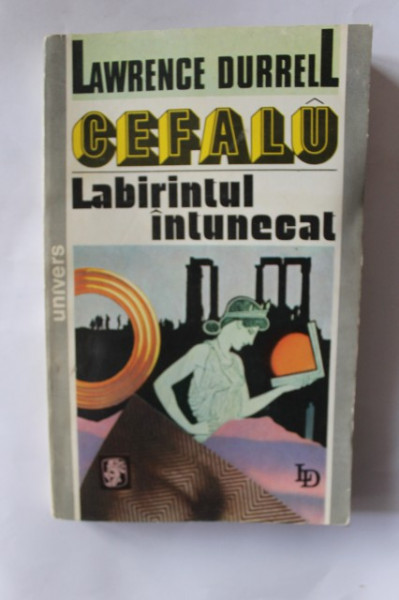 LAWRENCE DURRELL
CEFALÛ
Labirintul
întunecat
univers
LD